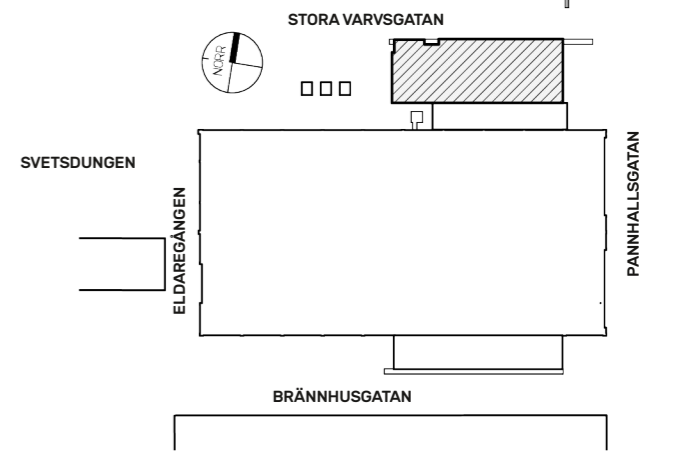 STORA VARVSGATAN
NORR
SVETSDUNGEN
ELDAREGÅNGEN
PANNHALLSGATAN
BRÄNNHUSGATAN